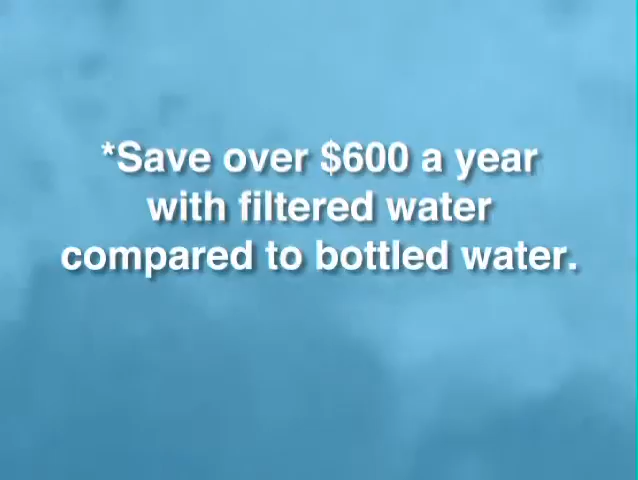 *Save over $600 a year
with filtered water
compared to bottled water.